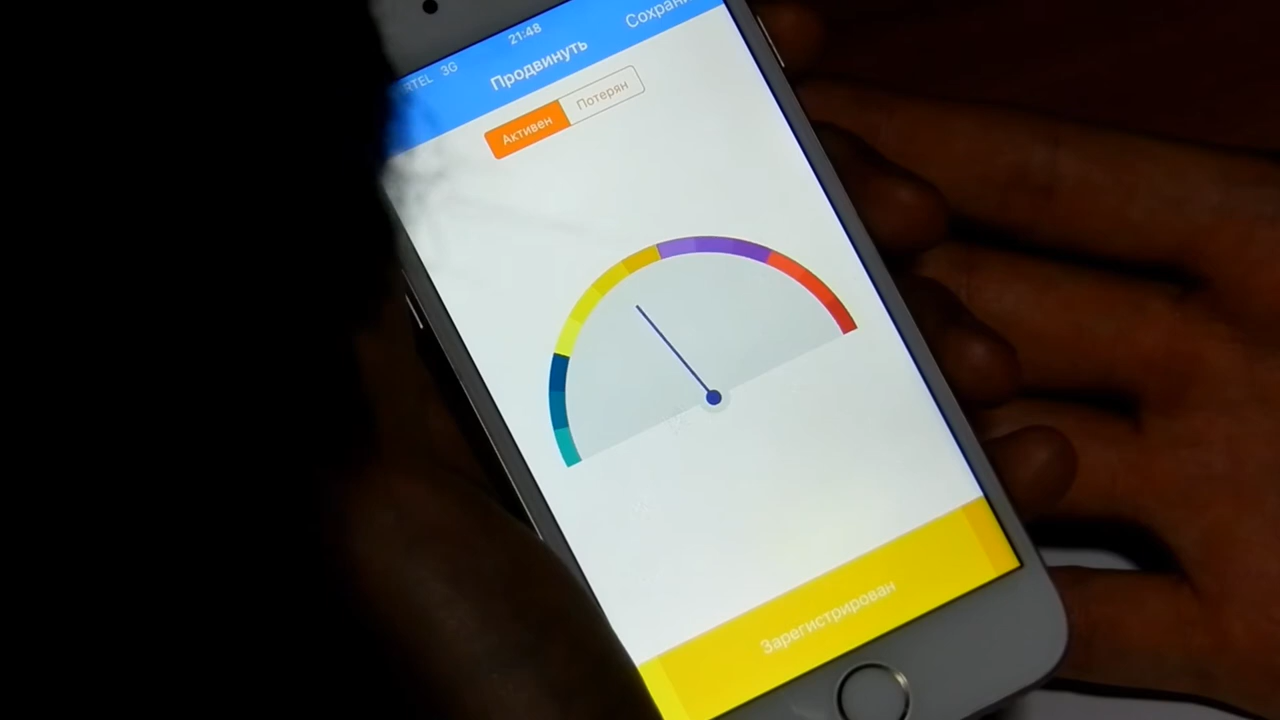 21:48
3G
Продвинуть
Активен
Потерян
Зарегистрирован